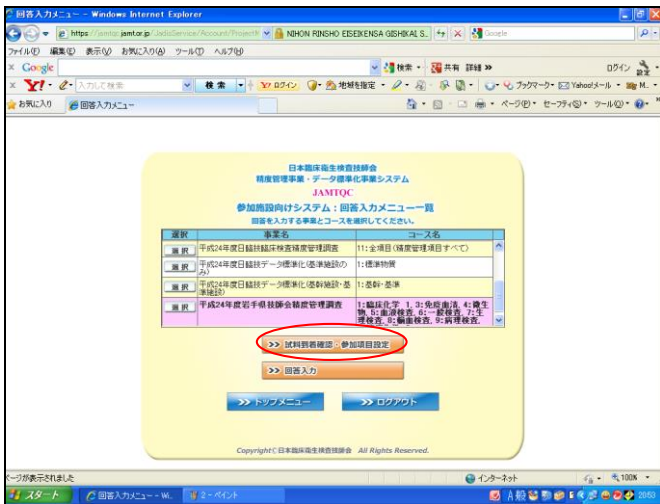 回答入力メニュー - Windows Internet Explorer
https://jamtqc.jamt.or.jp/JadisService/Account/Project
NIHON RINSHO EISEIKENSA GISHIKAI S...
Google
ファイル(F) 編集(E) 表示(V) お気に入り(A) ツール(T) ヘルプ(H)
Google 検索 共有 詳細 >> ログイン 設定
Y! 入力して検索 検索 ログイン 地域を指定 ブックマーク Yahoo!メール M..
お気に入り 回答入力メニュー ページ(P) セーフティ(S) ツール(O)
日本臨床衛生検査技師会
精度管理事業・データ標準化事業システム
JAMTQC
参加施設向けシステム：回答入力メニュー一覧
回答を入力する事業とコースを選択してください。
選択 事業名 コース名
選択 平成24年度日臨技臨床検査精度管理調査 11:全項目(精度管理項目すべて)
選択 平成24年度日臨技データ標準化(基準施設のみ) 1:標準物質
選択 平成24年度日臨技データ標準化(基幹施設・基準施設) 1:基幹・基準
選択 平成24年度岩手県技師会精度管理調査 1:臨床化学 1, 3:免疫血清, 4:微生物, 5:血液検査, 6:一般検査, 7:生理検査, 8:輸血検査, 9:病理検査,
>> 試料到着確認・参加項目設定
>> 回答入力
>> トップメニュー >> ログアウト
Copyright©日本臨床衛生検査技師会 All Rights Reserved.
ページが表示されました インターネット 100%
スタート 回答入力メニュー - Wi... 2 - ペイント A 般 20:53